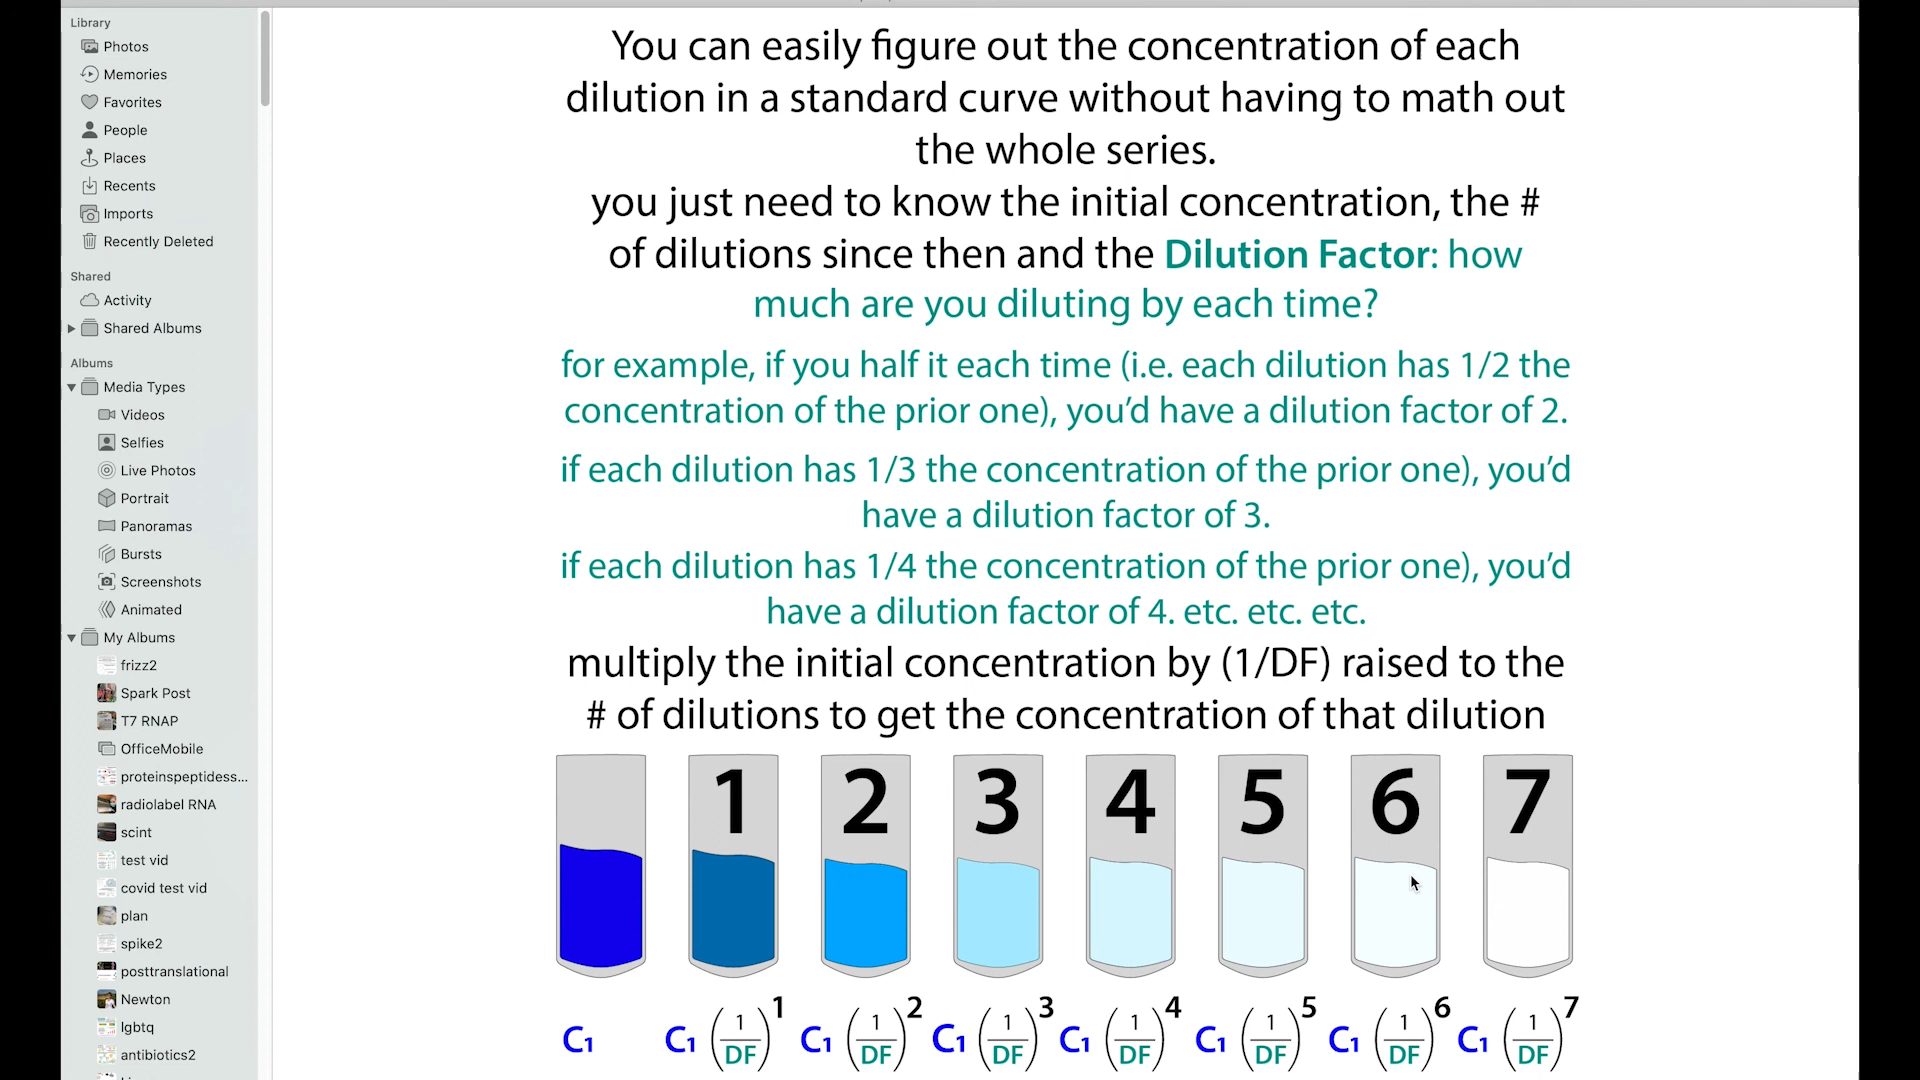 Library
Photos
Memories
Favorites
People
Places
Recents
Imports
Recently Deleted
Shared
Activity
Shared Albums
Albums
Media Types
Videos
Selfies
Live Photos
Portrait
Panoramas
Bursts
Screenshots
Animated
My Albums
frizz2
Spark Post
T7 RNAP
OfficeMobile
proteinspeptidess...
radiolabel RNA
scint
test vid
covid test vid
plan
spike2
posttranslational
Newton
lgbtq
antibiotics2
You can easily figure out the concentration of each
dilution in a standard curve without having to math out
the whole series.
you just need to know the initial concentration, the #
of dilutions since then and the Dilution Factor: how
much are you diluting by each time?
for example, if you half it each time (i.e. each dilution has 1/2 the
concentration of the prior one), you'd have a dilution factor of 2.
if each dilution has 1/3 the concentration of the prior one), you'd
have a dilution factor of 3.
if each dilution has 1/4 the concentration of the prior one), you'd
have a dilution factor of 4. etc. etc. etc.
multiply the initial concentration by (1/DF) raised to the
# of dilutions to get the concentration of that dilution
1 2 3 4 5 6 7
C₁ C₁ (1/DF)¹ C₁ (1/DF)² C₁ (1/DF)³ C₁ (1/DF)⁴ C₁ (1/DF)⁵ C₁ (1/DF)⁶ C₁ (1/DF)⁷